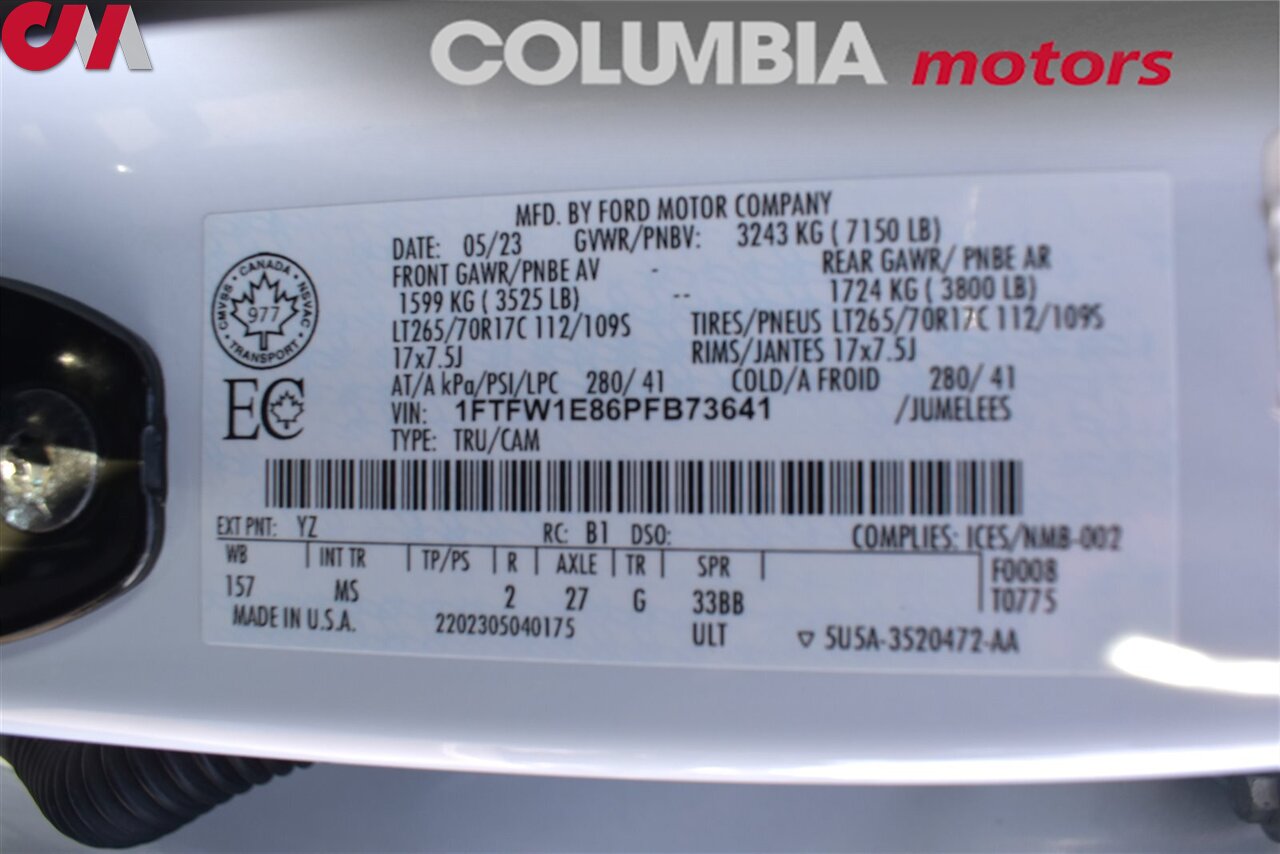 CM
COLUMBIA motors
MFD. BY FORD MOTOR COMPANY
DATE: 05/23 GVWR/PNBV: 3243 KG ( 7150 LB)
FRONT GAWR/PNBE AV - REAR GAWR/ PNBE AR
1599 KG ( 3525 LB) -- 1724 KG ( 3800 LB)
LT265/70R17C 112/109S TIRES/PNEUS LT265/70R17C 112/109S
17x7.5J RIMS/JANTES 17x7.5J
AT/A kPa/PSI/LPC 280/ 41 COLD/A FROID 280/ 41
VIN: 1FTFW1E86PFB73641 /JUMELEES
TYPE: TRU/CAM
CANADA • NSVAC • TRANSPORT • CMVSS
977
EC
EXT PNT: YZ RC: B1 DSO: COMPLIES: ICES/NMB-002
WB | INT TR | TP/PS | R | AXLE | TR | SPR | F0008
157 MS 2 27 G 33BB T0775
MADE IN U.S.A. 2202305040175 ULT ▽ 5U5A-3520472-AA